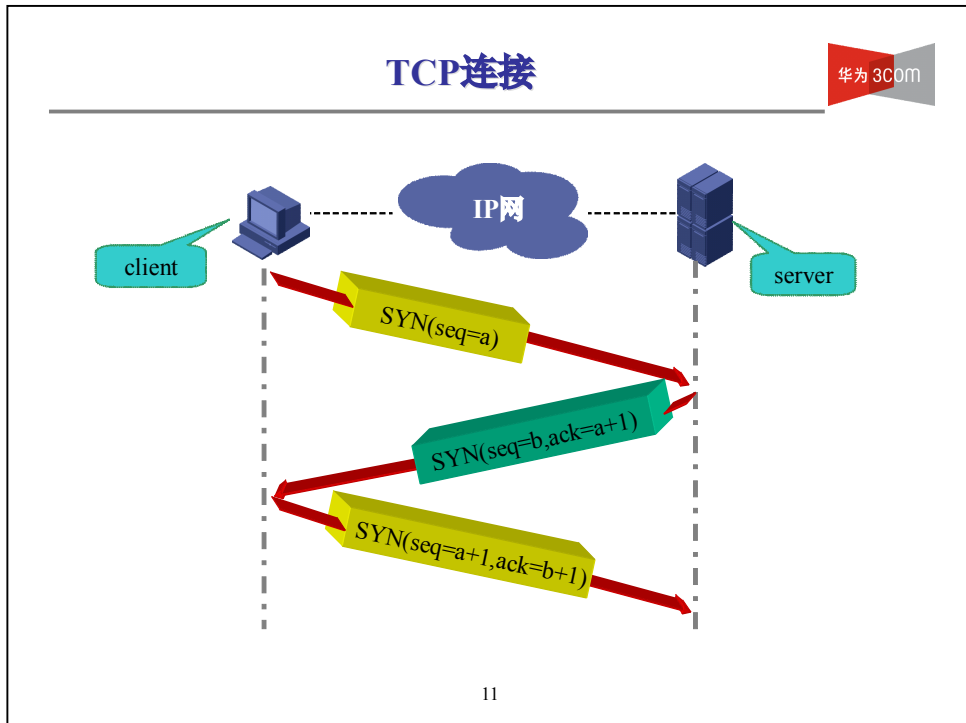 TCP连接
华为 3COM
IP网
client
server
SYN(seq=a)
SYN(seq=b,ack=a+1)
SYN(seq=a+1,ack=b+1)
11